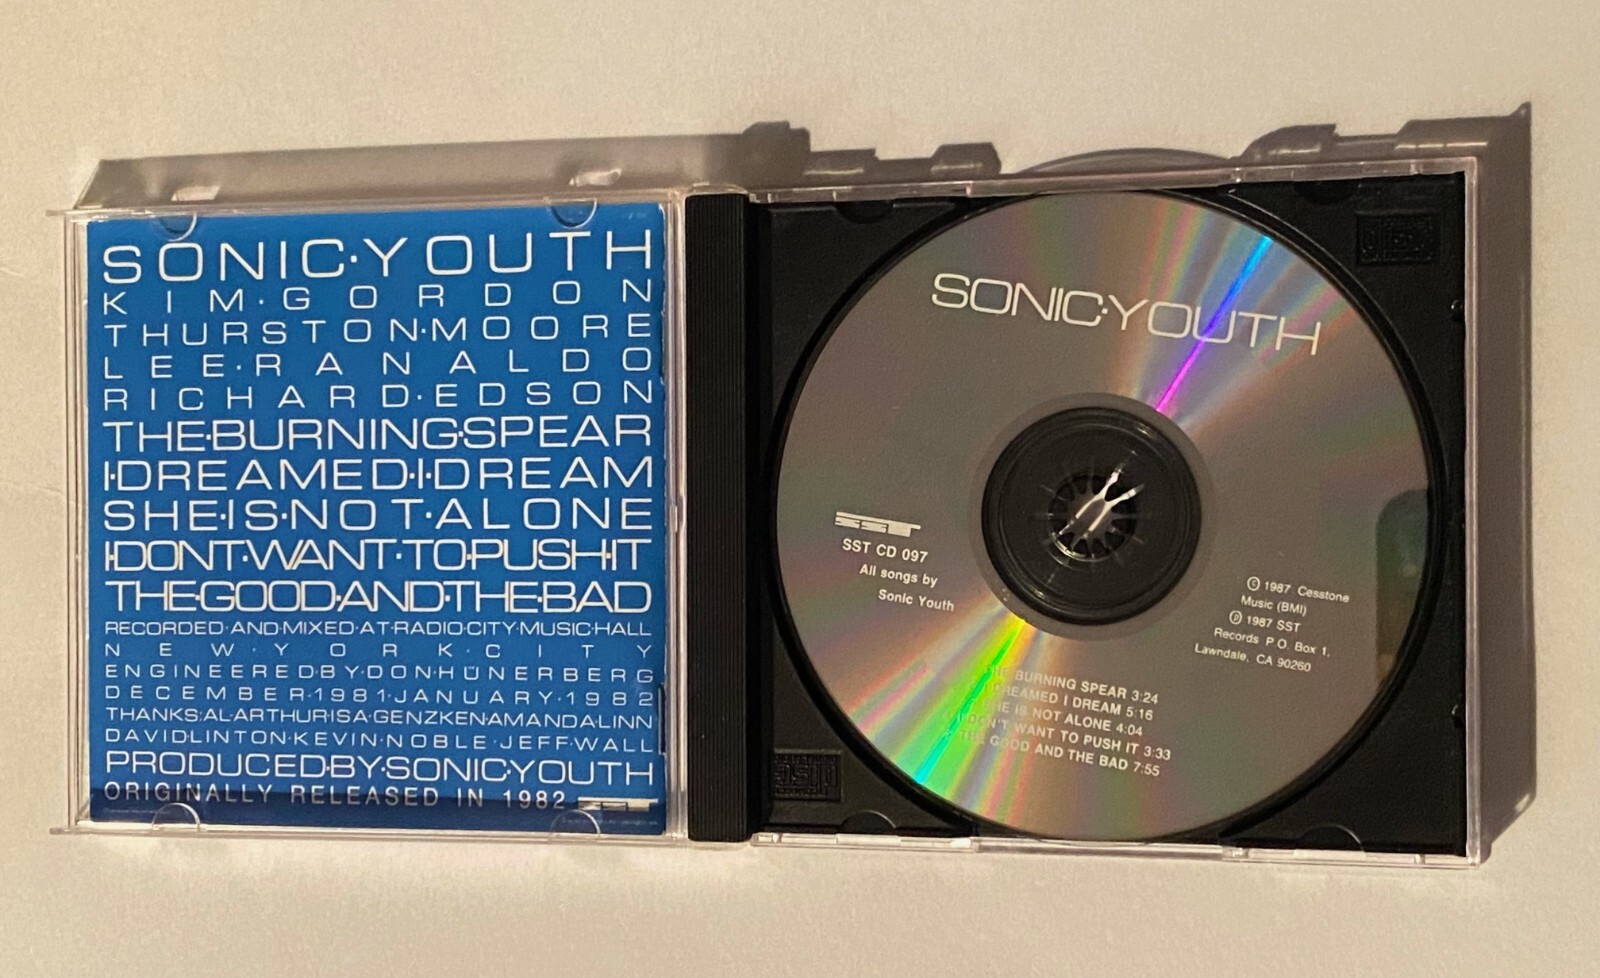 SONIC·YOUTH
KIM·GORDON
THURSTON·MOORE
LEE·RANALDO
RICHARD·EDSON
THE·BURNING·SPEAR
I·DREAMED·I·DREAM
SHE·IS·NOT·ALONE
I·DONT·WANT·TO·PUSH·IT
THE·GOOD·AND·THE·BAD
RECORDED·AND·MIXED·AT·RADIO·CITY·MUSIC·HALL
NEW·YORK·CITY
ENGINEERED·BY·DON·HÜNERBERG
DECEMBER·1981·JANUARY·1982
THANKS:AL·ARTHUR·ISA·GENZKEN·AMANDA·LINN
DAVID·LINTON·KEVIN·NOBLE·JEFF·WALL
PRODUCED·BY·SONIC·YOUTH
ORIGINALLY RELEASED IN 1982 SST
SONIC·YOUTH
SST
SST CD 097
All songs by
Sonic Youth
© 1987 Cesstone
Music (BMI)
℗ 1987 SST
Records P.O. Box 1,
Lawndale, CA 90260
THE BURNING SPEAR 3:24
I DREAMED I DREAM 5:16
SHE IS NOT ALONE 4:04
I DON'T WANT TO PUSH IT 3:33
THE GOOD AND THE BAD 7:55
disc
disc